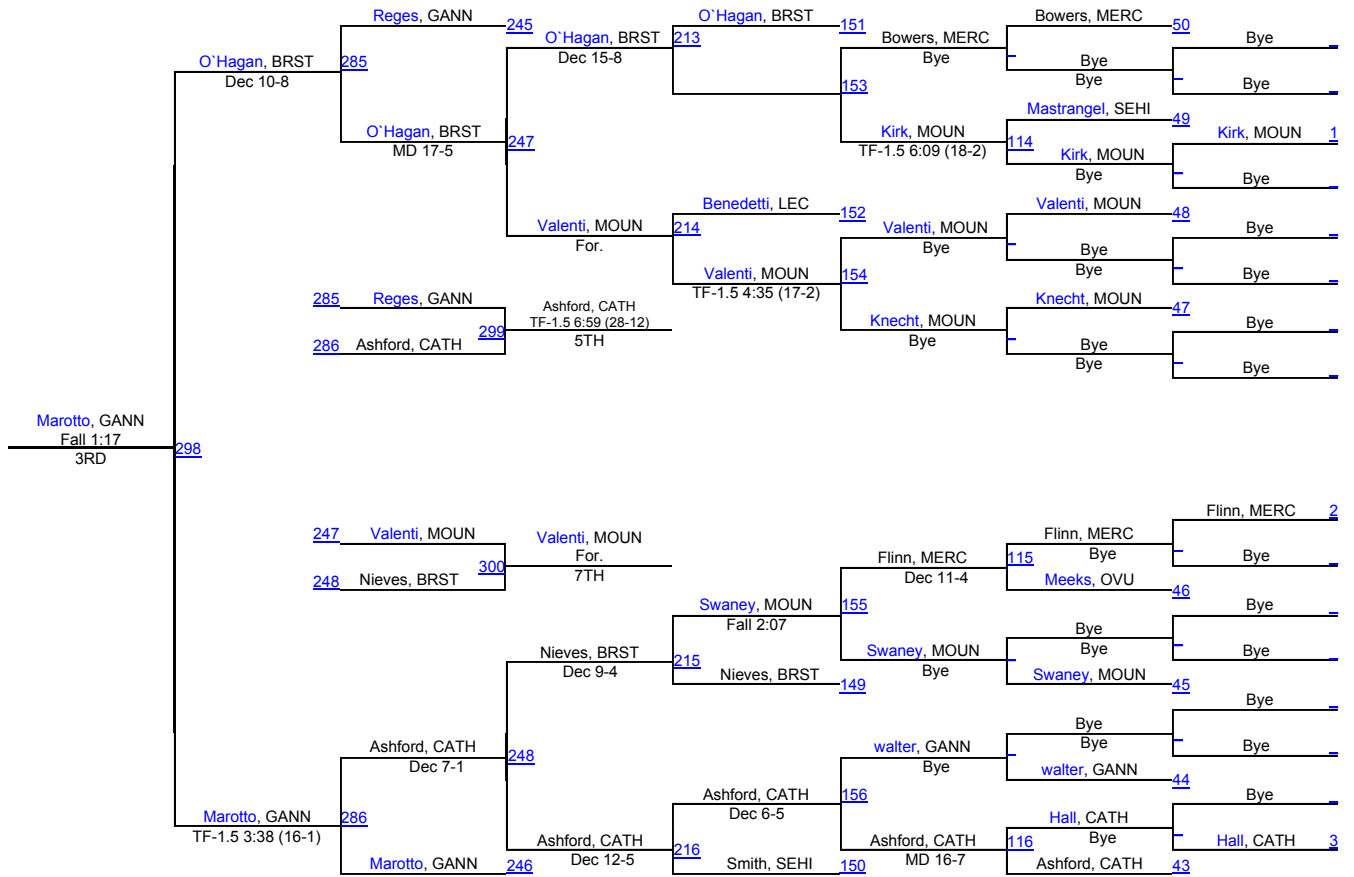 Reges, GANN 245
O`Hagan, BRST 151
Bowers, MERC 50
O`Hagan, BRST 213
Dec 15-8
Bowers, MERC
Bye
Bye
O`Hagan, BRST 285
Dec 10-8
Bye
Bye
Bye
153
Mastrangel, SEHI 49
O`Hagan, BRST 247
MD 17-5
Kirk, MOUN 114
TF-1.5 6:09 (18-2)
Kirk, MOUN 1
Kirk, MOUN
Bye
Bye
Benedetti, LEC 152
Valenti, MOUN 48
Valenti, MOUN 214
For.
Valenti, MOUN
Bye
Bye
Bye
Bye
Valenti, MOUN 154
TF-1.5 4:35 (17-2)
Bye
285 Reges, GANN
Ashford, CATH
TF-1.5 6:59 (28-12)
5TH
299
Knecht, MOUN 47
Knecht, MOUN
Bye
Bye
286 Ashford, CATH
Bye
Bye
Bye
Marotto, GANN
Fall 1:17
3RD
298
Flinn, MERC 2
247 Valenti, MOUN
Valenti, MOUN
For.
7TH
300
Flinn, MERC
Bye
Flinn, MERC 115
Dec 11-4
Bye
248 Nieves, BRST
Meeks, OVU 46
Swaney, MOUN 155
Fall 2:07
Bye
Bye
Bye
Nieves, BRST 215
Dec 9-4
Swaney, MOUN
Bye
Bye
Nieves, BRST 149
Swaney, MOUN 45
Bye
Bye
Bye
Ashford, CATH 248
Dec 7-1
walter, GANN
Bye
Bye
walter, GANN 44
Ashford, CATH 156
Dec 6-5
Bye
Marotto, GANN 286
TF-1.5 3:38 (16-1)
Hall, CATH
Bye
Ashford, CATH 216
Dec 12-5
Ashford, CATH 116
MD 16-7
Hall, CATH 3
Marotto, GANN 246
Smith, SEHI 150
Ashford, CATH 43